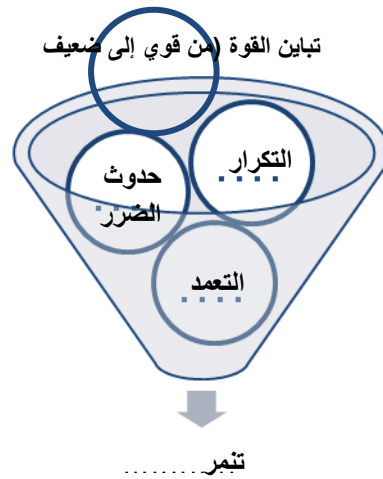 تباين القوة (من قوي إلى ضعيف
التكرار
....
حدوث
الضرر
....
التعمد
....
تنمر
..........